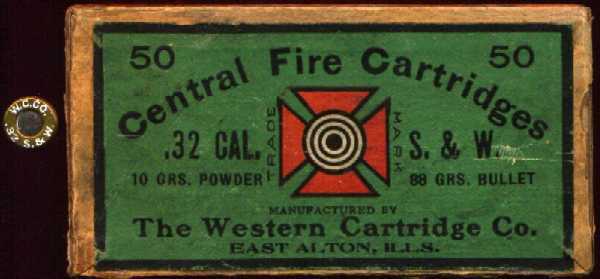 50 50
Central Fire Cartridges
TRADE MARK
.32 CAL. S. & W.
10 GRS. POWDER 88 GRS. BULLET
MANUFACTURED BY
The Western Cartridge Co.
EAST ALTON, ILLS.
W.C.CO.
.32 S.&W.